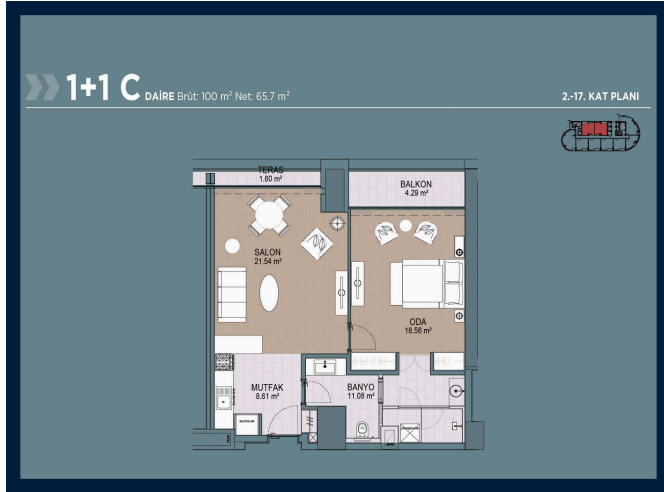 1+1 C DAİRE Brüt: 100 m² Net: 65.7 m²
2.-17. KAT PLANI
TERAS
1.60 m²
BALKON
4.29 m²
SALON
21.54 m²
ODA
18.56 m²
MUTFAK
8.61 m²
BANYO
11.08 m²